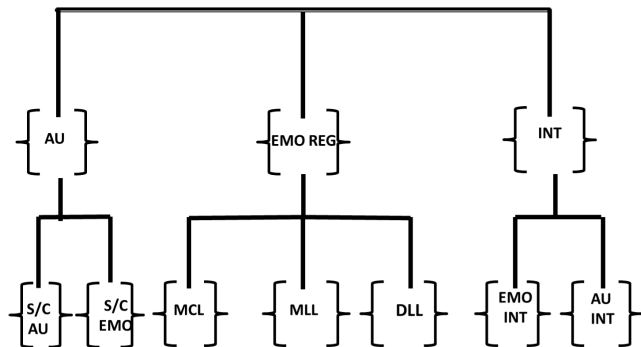 AU
EMO REG
INT
S/C
AU
S/C
EMO
MCL
MLL
DLL
EMO
INT
AU
INT